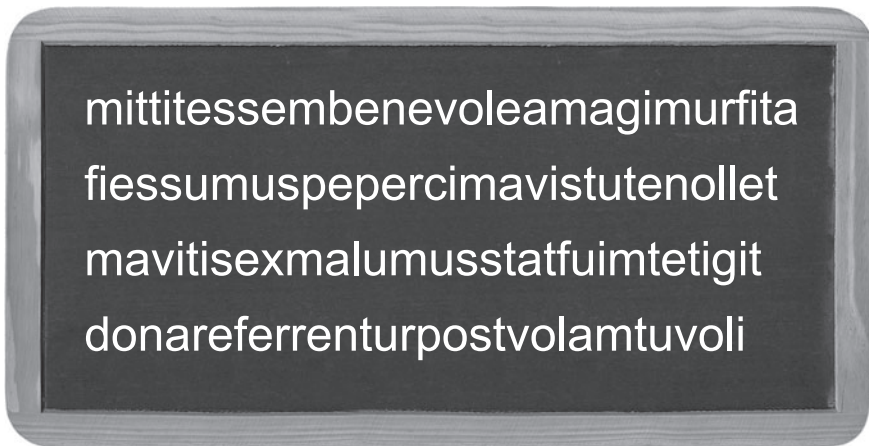 mittitessembenevoleamagimurfita
fiessumuspepercimavistutenollet
mavitisexmalumusstatfuimtetigit
donareferrenturpostvolamtuvoli